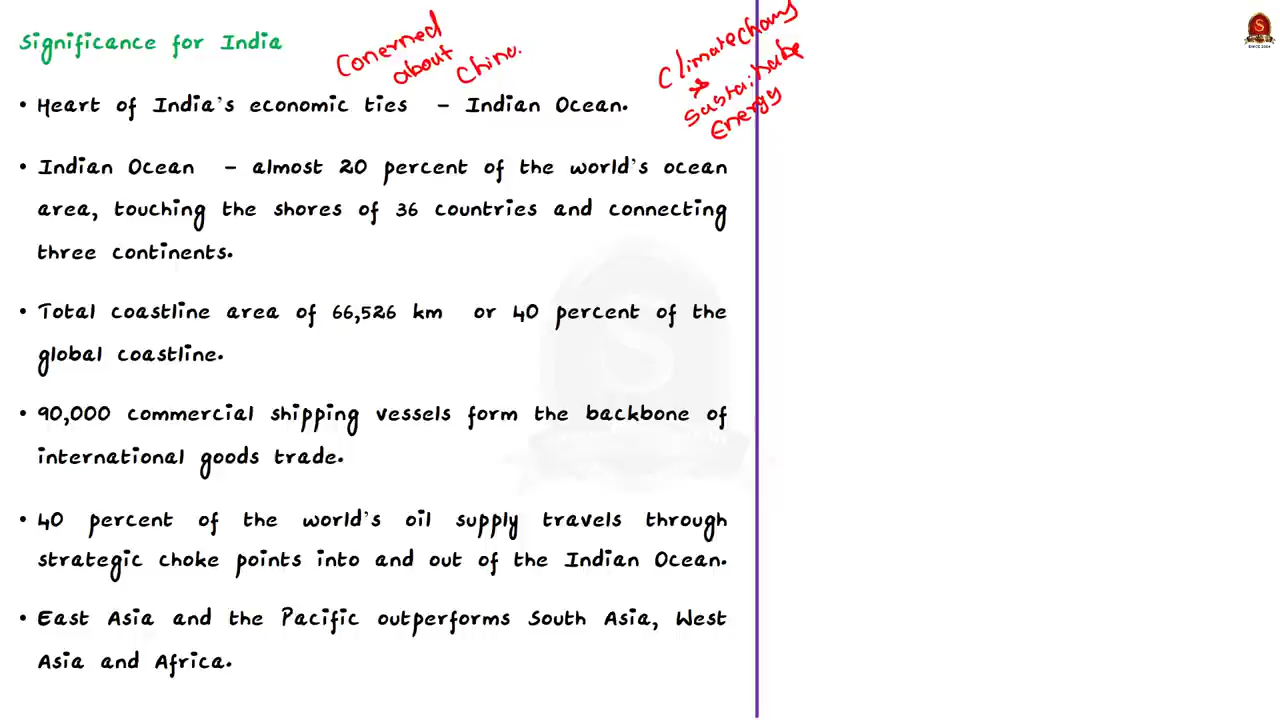 Significance for India
Conerned
about
China.
Climate chang
Sustainable
Energy
• Heart of India's economic ties – Indian Ocean.
• Indian Ocean – almost 20 percent of the world's ocean
area, touching the shores of 36 countries and connecting
three continents.
• Total coastline area of 66,526 km or 40 percent of the
global coastline.
• 90,000 commercial shipping vessels form the backbone of
international goods trade.
• 40 percent of the world's oil supply travels through
strategic choke points into and out of the Indian Ocean.
• East Asia and the Pacific outperforms South Asia, West
Asia and Africa.